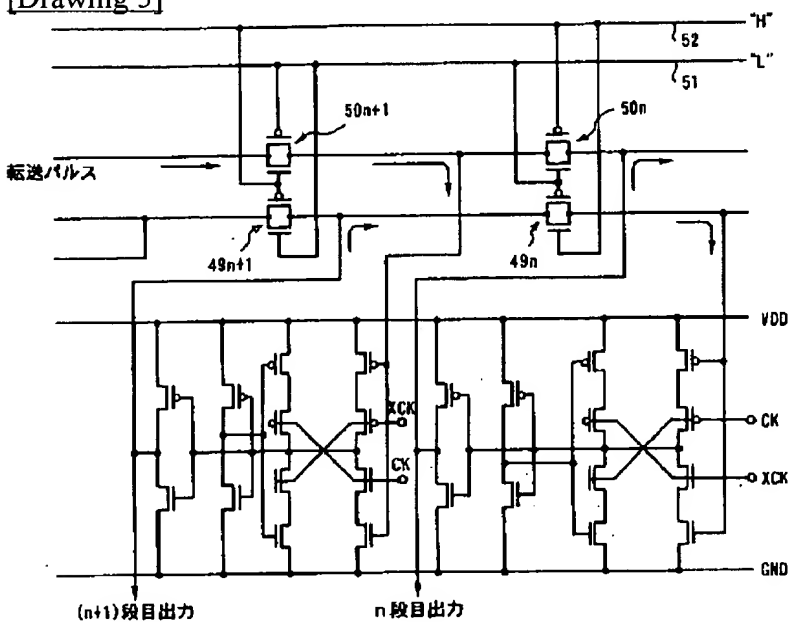 [Drawing 5]
"H"
52
"L"
51
50n+1
50n
転送パルス
49n+1
49n
VDD
XCK
CK
CK
XCK
GND
(n+1)段目出力
n段目出力